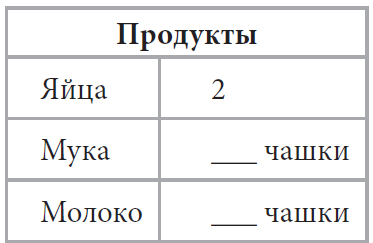 Продукты
Яйца 2
Мука ___ чашки
Молоко ___ чашки